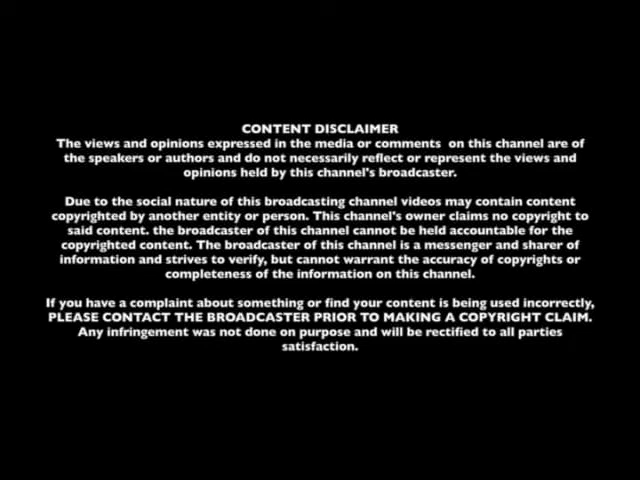 CONTENT DISCLAIMER
The views and opinions expressed in the media or comments on this channel are of
the speakers or authors and do not necessarily reflect or represent the views and
opinions held by this channel's broadcaster.
Due to the social nature of this broadcasting channel videos may contain content
copyrighted by another entity or person. This channel's owner claims no copyright to
said content. the broadcaster of this channel cannot be held accountable for the
copyrighted content. The broadcaster of this channel is a messenger and sharer of
information and strives to verify, but cannot warrant the accuracy of copyrights or
completeness of the information on this channel.
If you have a complaint about something or find your content is being used incorrectly,
PLEASE CONTACT THE BROADCASTER PRIOR TO MAKING A COPYRIGHT CLAIM.
Any infringement was not done on purpose and will be rectified to all parties
satisfaction.